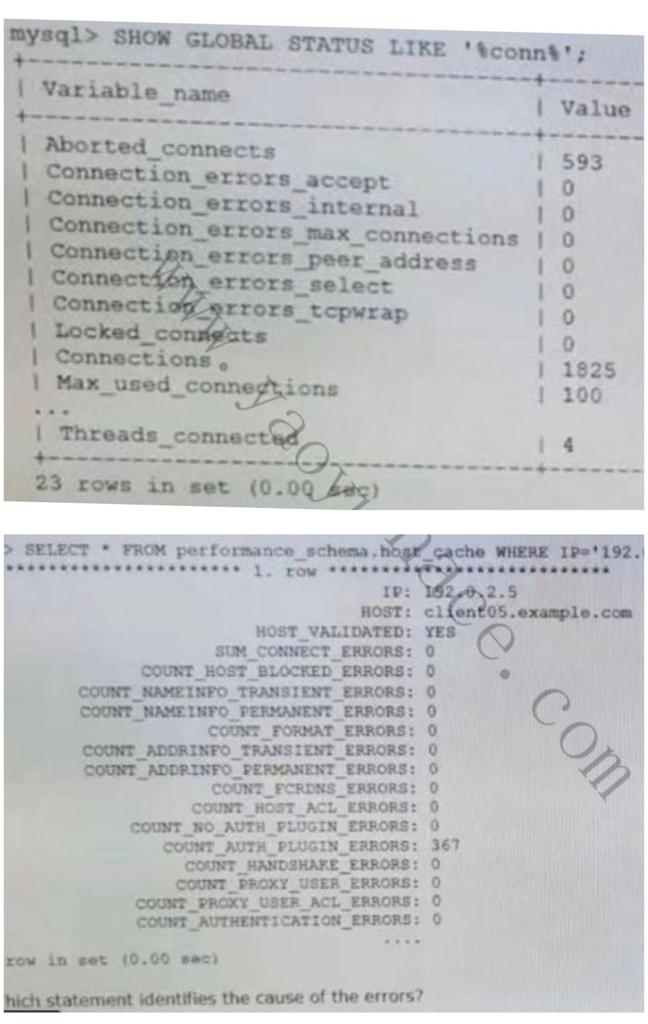 mysql> SHOW GLOBAL STATUS LIKE '%conn%';
+-----------------------------------+-------
| Variable_name | Value
+-----------------------------------+-------
| Aborted_connects | 593
| Connection_errors_accept | 0
| Connection_errors_internal | 0
| Connection_errors_max_connections | 0
| Connection_errors_peer_address | 0
| Connection_errors_select | 0
| Connection_errors_tcpwrap | 0
| Locked_connects | 0
| Connections | 1825
| Max_used_connections | 100
...
| Threads_connected | 4
+-----------------------------------+-------
23 rows in set (0.00 sec)
> SELECT * FROM performance_schema.host_cache WHERE IP='192.
*********************** 1. row ***************************
IP: 192.0.2.5
HOST: client05.example.com
HOST_VALIDATED: YES
SUM_CONNECT_ERRORS: 0
COUNT_HOST_BLOCKED_ERRORS: 0
COUNT_NAMEINFO_TRANSIENT_ERRORS: 0
COUNT_NAMEINFO_PERMANENT_ERRORS: 0
COUNT_FORMAT_ERRORS: 0
COUNT_ADDRINFO_TRANSIENT_ERRORS: 0
COUNT_ADDRINFO_PERMANENT_ERRORS: 0
COUNT_FCRDNS_ERRORS: 0
COUNT_HOST_ACL_ERRORS: 0
COUNT_NO_AUTH_PLUGIN_ERRORS: 0
COUNT_AUTH_PLUGIN_ERRORS: 367
COUNT_HANDSHAKE_ERRORS: 0
COUNT_PROXY_USER_ERRORS: 0
COUNT_PROXY_USER_ACL_ERRORS: 0
COUNT_AUTHENTICATION_ERRORS: 0
....
row in set (0.00 sec)
hich statement identifies the cause of the errors?